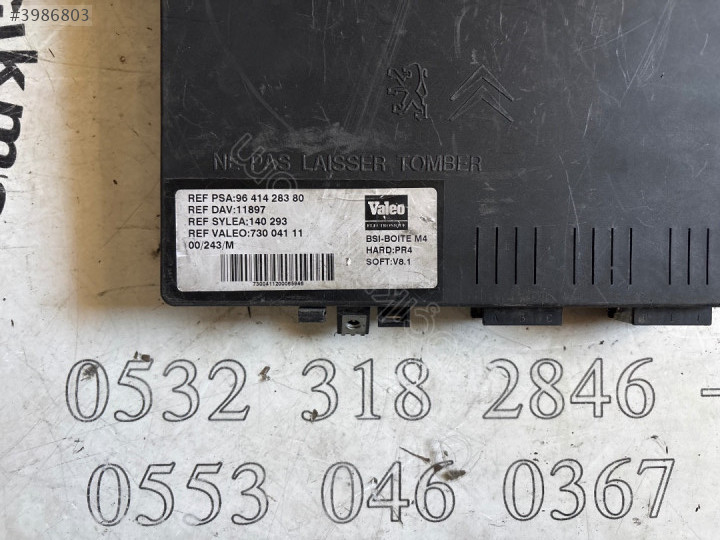 #3986803
NE PAS LAISSER TOMBER
REF PSA:96 414 283 80
REF DAV:11897
REF SYLEA:140 293
REF VALEO:730 041 11
00/243/M
Valeo
ELECTRONIQUE
BSI-BOITE M4
HARD:PR4
SOFT:V8.1
0532 318 2846 -
0553 046 0367